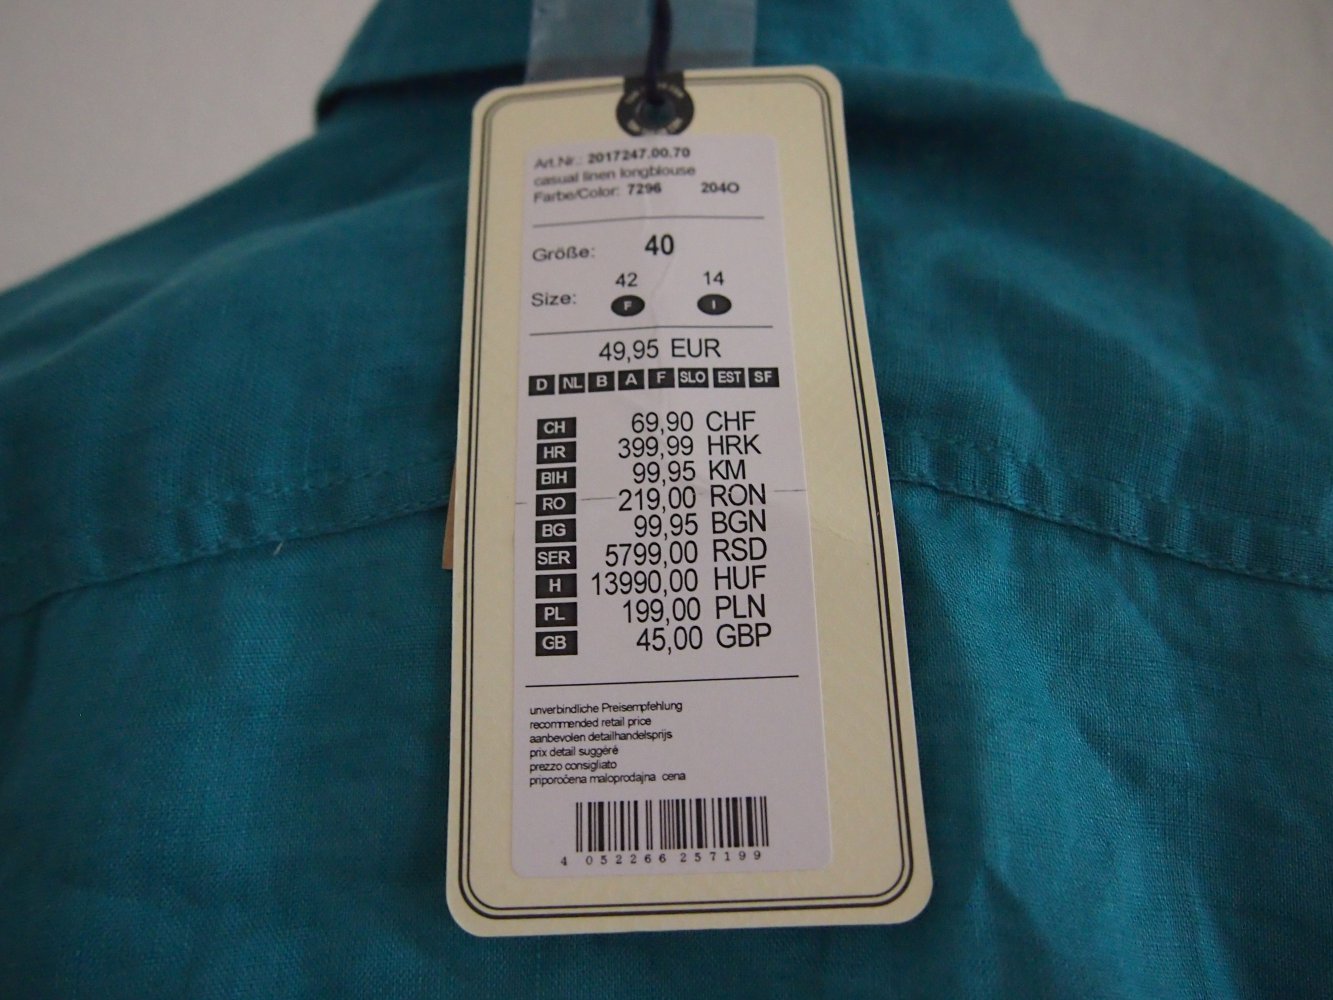 Art.Nr.: 2017247.00.70
casual linen longblouse
Farbe/Color: 7296 204O
Größe: 40
42 14
Size: F I
49,95 EUR
D NL B A F SLO EST SF
CH 69,90 CHF
HR 399,99 HRK
BIH 99,95 KM
RO 219,00 RON
BG 99,95 BGN
SER 5799,00 RSD
H 13990,00 HUF
PL 199,00 PLN
GB 45,00 GBP
unverbindliche Preisempfehlung
recommended retail price
aanbevolen detailhandelsprijs
prix detail suggéré
prezzo consigliato
priporočena maloprodajna cena
4 052266 257199